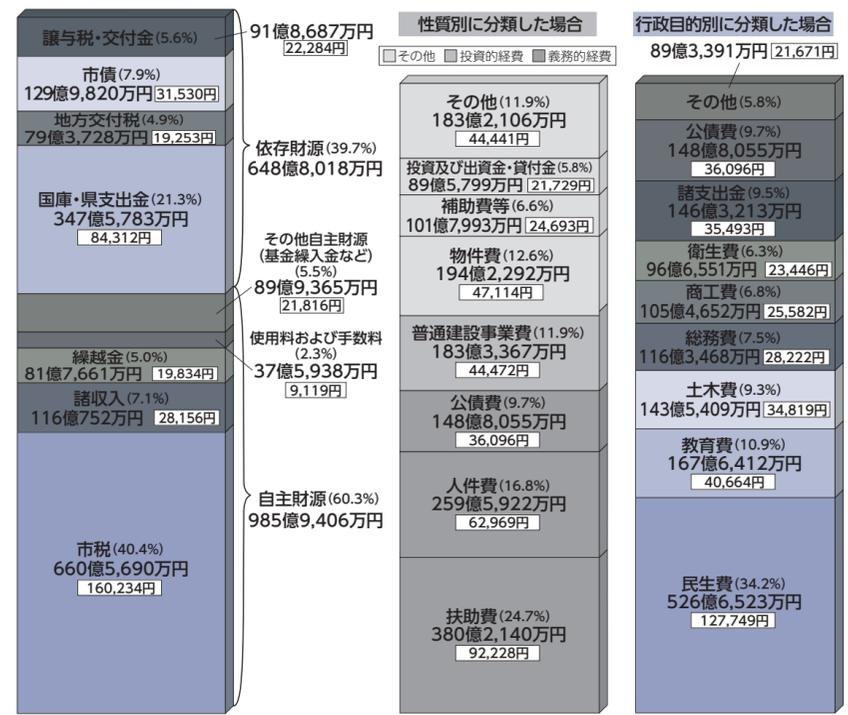 譲与税・交付金(5.6%)
91億8,687万円
22,284円
市債(7.9%)
129億9,820万円 31,530円
地方交付税(4.9%)
79億3,728万円 19,253円
国庫・県支出金(21.3%)
347億5,783万円
84,312円
依存財源(39.7%)
648億8,018万円
その他自主財源
(基金繰入金など)
(5.5%)
89億9,365万円
21,816円
使用料および手数料
(2.3%)
37億5,938万円
9,119円
繰越金(5.0%)
81億7,661万円 19,834円
諸収入(7.1%)
116億752万円 28,156円
市税(40.4%)
660億5,690万円
160,234円
自主財源(60.3%)
985億9,406万円
性質別に分類した場合
その他 投資的経費 義務的経費
その他(11.9%)
183億2,106万円
44,441円
投資及び出資金・貸付金(5.8%)
89億5,799万円 21,729円
補助費等(6.6%)
101億7,993万円 24,693円
物件費(12.6%)
194億2,292万円
47,114円
普通建設事業費(11.9%)
183億3,367万円
44,472円
公債費(9.7%)
148億8,055万円
36,096円
人件費(16.8%)
259億5,922万円
62,969円
扶助費(24.7%)
380億2,140万円
92,228円
行政目的別に分類した場合
89億3,391万円 21,671円
その他(5.8%)
公債費(9.7%)
148億8,055万円
36,096円
諸支出金(9.5%)
146億3,213万円
35,493円
衛生費(6.3%)
96億6,551万円 23,446円
商工費(6.8%)
105億4,652万円 25,582円
総務費(7.5%)
116億3,468万円 28,222円
土木費(9.3%)
143億5,409万円 34,819円
教育費(10.9%)
167億6,412万円
40,664円
民生費(34.2%)
526億6,523万円
127,749円